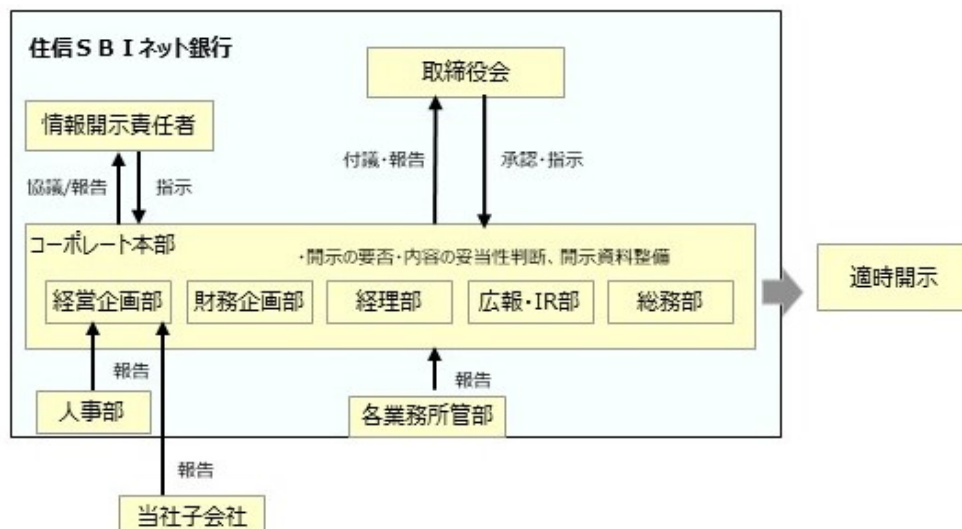 住信ＳＢＩネット銀行
取締役会
情報開示責任者
付議・報告
承認・指示
協議/報告
指示
コーポレート本部
・開示の要否・内容の妥当性判断、開示資料整備
経営企画部
財務企画部
経理部
広報・IR部
総務部
適時開示
報告
報告
人事部
各業務所管部
報告
当社子会社